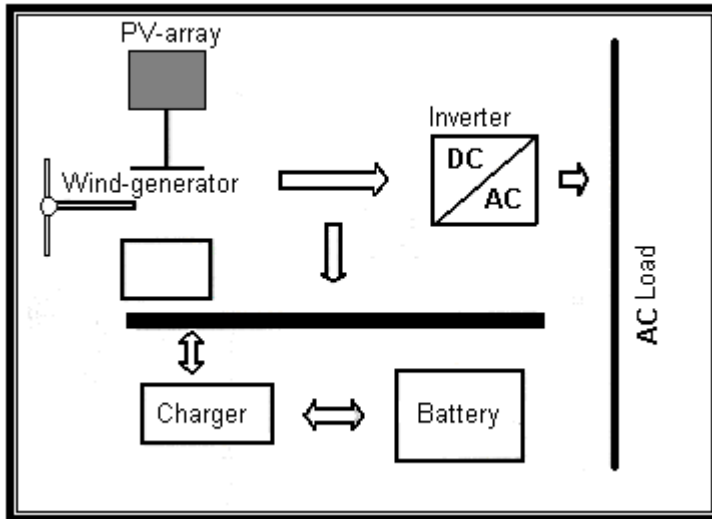 PV-array
Inverter
DC
AC
Wind-generator
AC Load
Charger
Battery